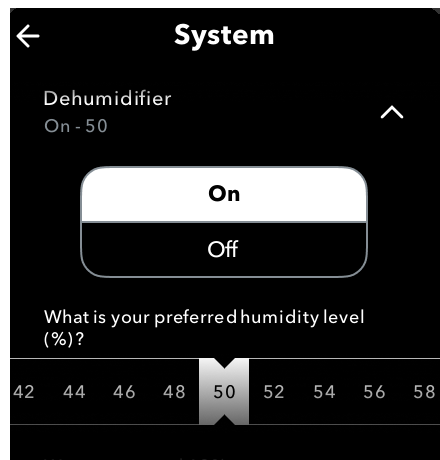 System
Dehumidifier
On - 50
On
Off
What is your preferred humidity level
(%)?
42 44 46 48 50 52 54 56 58